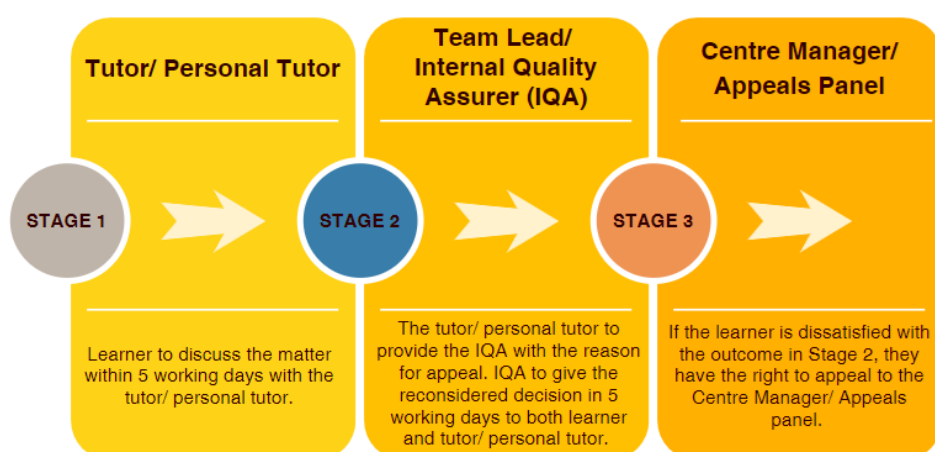 Tutor/ Personal Tutor
Team Lead/
Internal Quality
Assurer (IQA)
Centre Manager/
Appeals Panel
STAGE 1
STAGE 2
STAGE 3
Learner to discuss the matter
within 5 working days with the
tutor/ personal tutor.
The tutor/ personal tutor to
provide the IQA with the reason
for appeal. IQA to give the
reconsidered decision in 5
working days to both learner
and tutor/ personal tutor.
If the learner is dissatisfied with
the outcome in Stage 2, they
have the right to appeal to the
Centre Manager/ Appeals
panel.